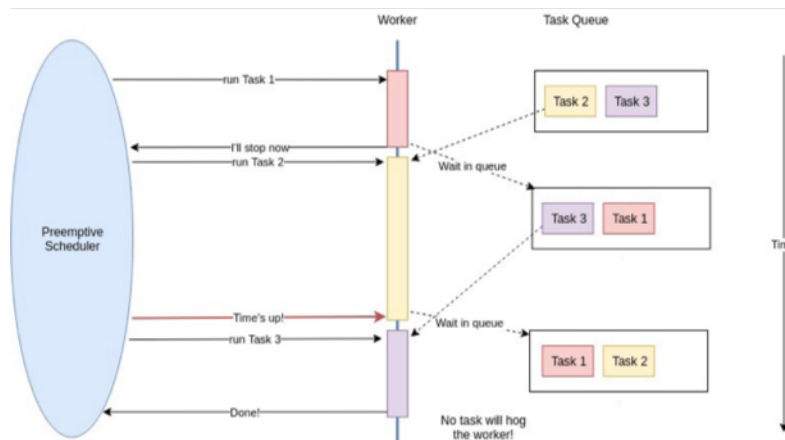 Worker
Task Queue
run Task 1
Task 2
Task 3
I'll stop now
run Task 2
Wait in queue
Preemptive
Scheduler
Task 3
Task 1
Time's up!
Wait in queue
run Task 3
Task 1
Task 2
Done!
No task will hog
the worker!